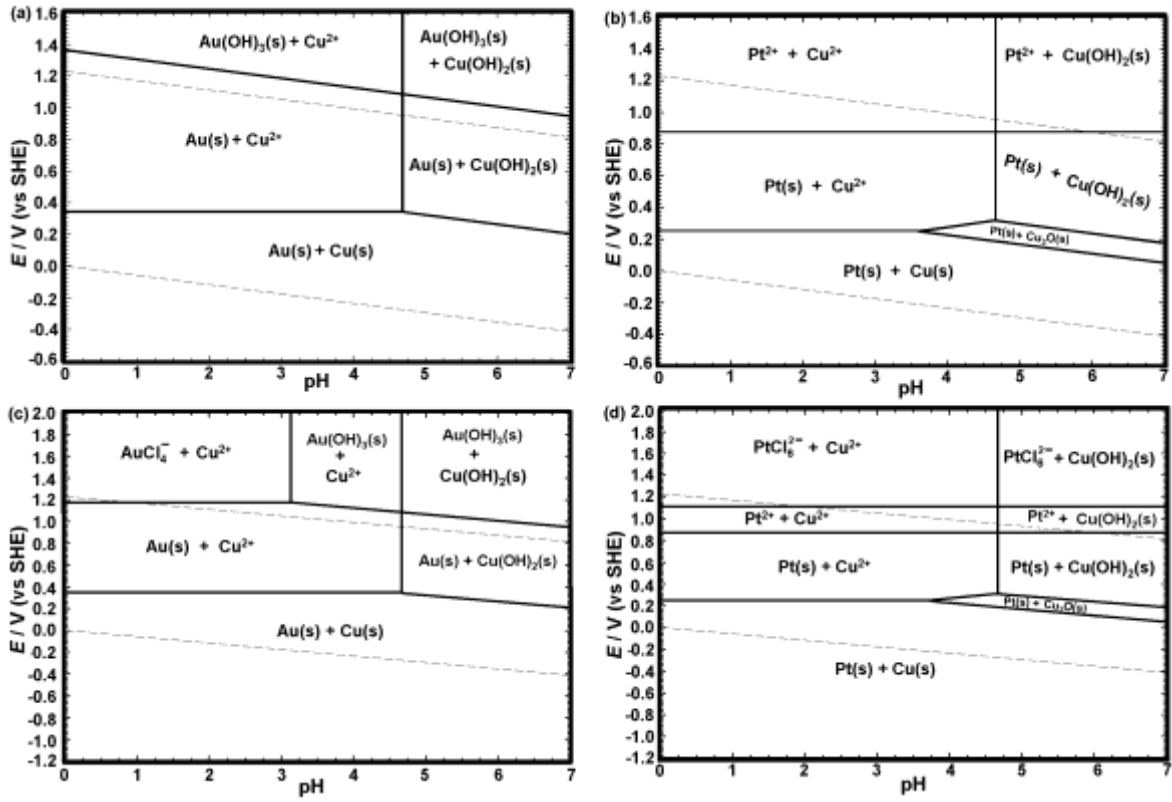 (a)
1.6
1.4
1.2
1.0
0.8
0.6
0.4
0.2
0.0
-0.2
-0.4
-0.6
E / V (vs SHE)
Au(OH)₃(s) + Cu²⁺
Au(OH)₃(s)
+ Cu(OH)₂(s)
Au(s) + Cu²⁺
Au(s) + Cu(OH)₂(s)
Au(s) + Cu(s)
0 1 2 3 4 5 6 7
pH
(b)
1.6
1.4
1.2
1.0
0.8
0.6
0.4
0.2
0.0
-0.2
-0.4
-0.6
E / V (vs SHE)
Pt²⁺ + Cu²⁺
Pt²⁺ + Cu(OH)₂(s)
Pt(s) + Cu²⁺
Pt(s) + Cu(OH)₂(s)
Pt(s) + Cu₂O(s)
Pt(s) + Cu(s)
0 1 2 3 4 5 6 7
pH
(c)
2.0
1.8
1.6
1.4
1.2
1.0
0.8
0.6
0.4
0.2
0.0
-0.2
-0.4
-0.6
-0.8
-1.0
-1.2
E / V (vs SHE)
AuCl₄⁻ + Cu²⁺
Au(OH)₃(s)
+
Cu²⁺
Au(OH)₃(s)
+
Cu(OH)₂(s)
Au(s) + Cu²⁺
Au(s) + Cu(OH)₂(s)
Au(s) + Cu(s)
0 1 2 3 4 5 6 7
pH
(d)
2.0
1.8
1.6
1.4
1.2
1.0
0.8
0.6
0.4
0.2
0.0
-0.2
-0.4
-0.6
-0.8
-1.0
-1.2
E / V (vs SHE)
PtCl₆²⁻ + Cu²⁺
PtCl₆²⁻ + Cu(OH)₂(s)
Pt²⁺ + Cu²⁺
Pt²⁺ + Cu(OH)₂(s)
Pt(s) + Cu²⁺
Pt(s) + Cu(OH)₂(s)
Pt(s) + Cu₂O(s)
Pt(s) + Cu(s)
0 1 2 3 4 5 6 7
pH